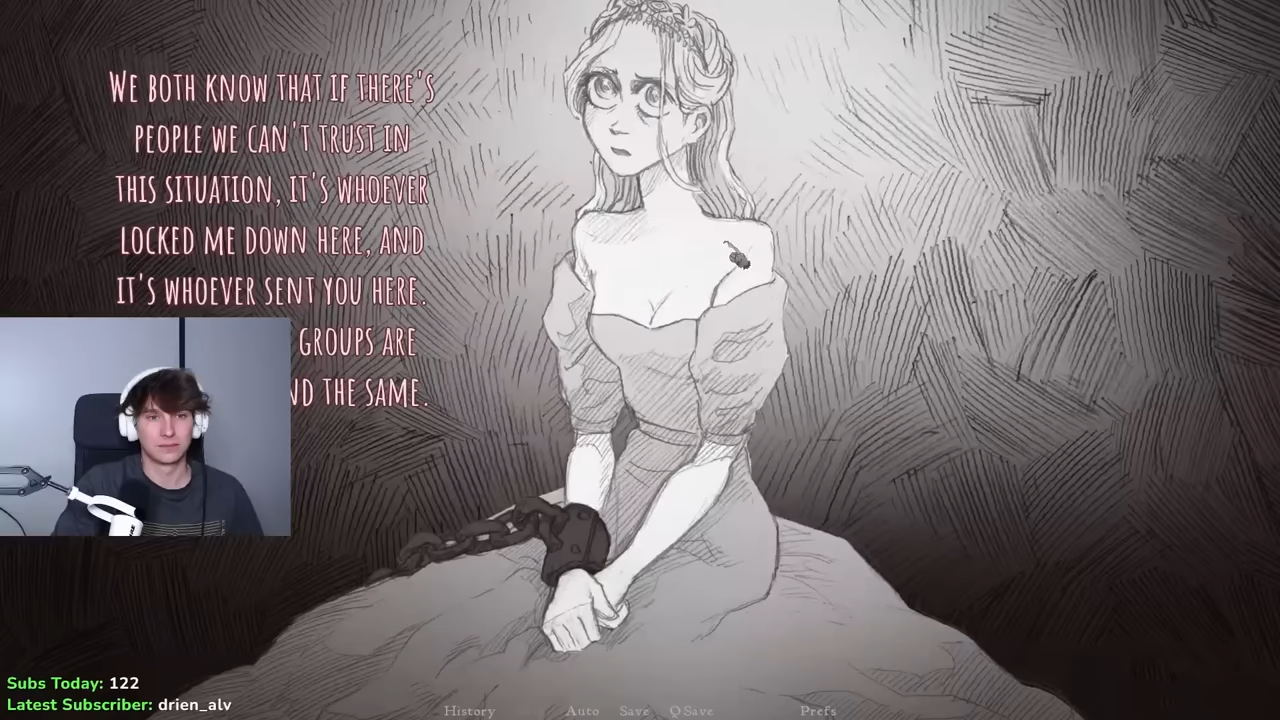 WE BOTH KNOW THAT IF THERE'S
PEOPLE WE CAN'T TRUST IN
THIS SITUATION, IT'S WHOEVER
LOCKED ME DOWN HERE, AND
IT'S WHOEVER SENT YOU HERE.
GROUPS ARE
THE SAME.
Subs Today: 122
Latest Subscriber: drien_alv
History Auto Save Q.Save Prefs